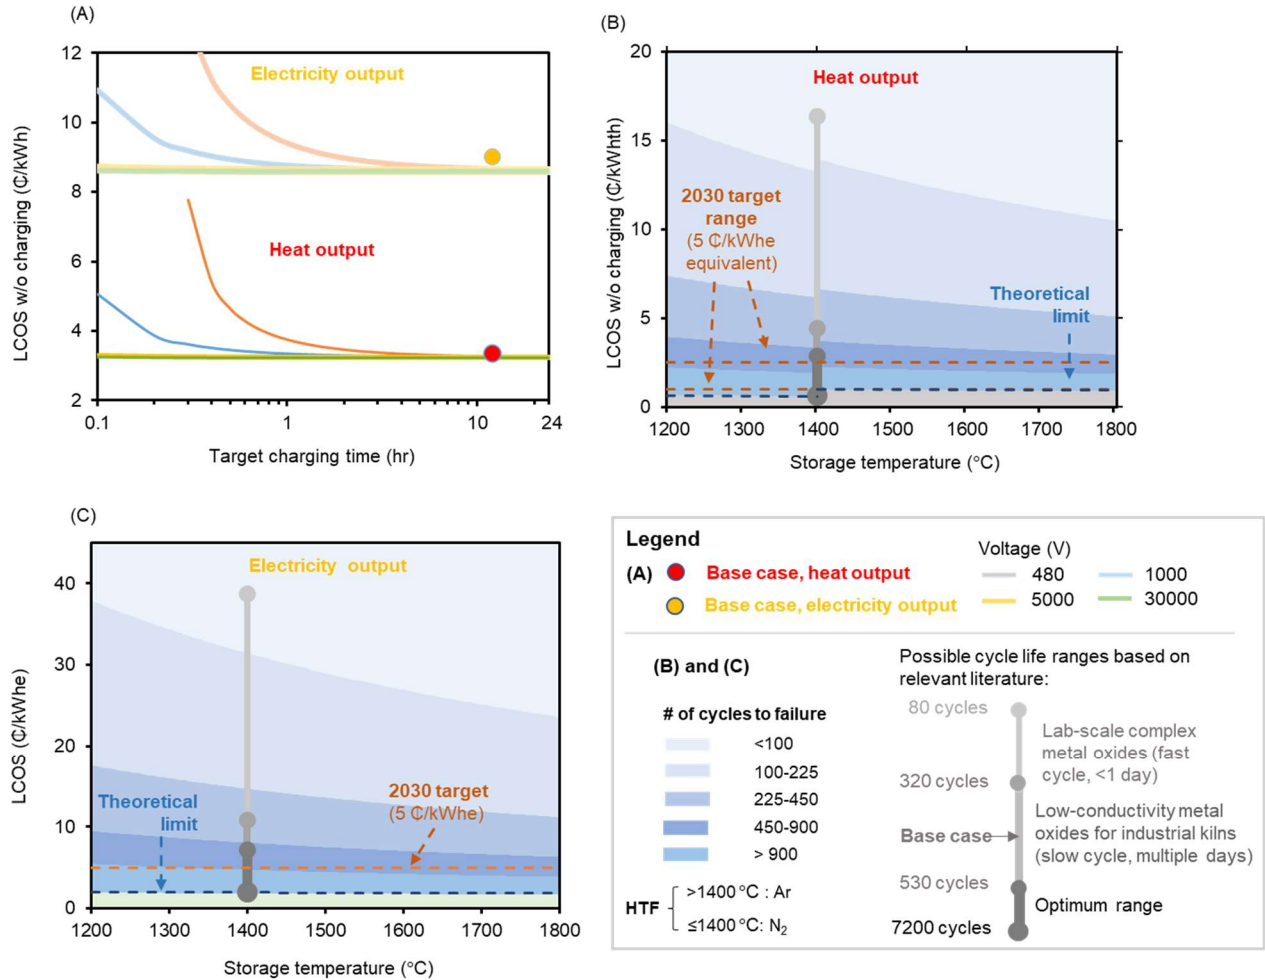 (A)
12
10
8
6
4
2
LCOS w/o charging (₵/kWh)
Electricity output
Heat output
0.1
1
10
24
Target charging time (hr)
(B)
20
15
10
5
0
LCOS w/o charging (₵/kWhth)
Heat output
2030 target
range
(5 ₵/kWhe
equivalent)
Theoretical
limit
1200
1300
1400
1500
1600
1700
1800
Storage temperature (°C)
(C)
40
30
20
10
0
LCOS (₵/kWhe)
Electricity output
Theoretical
limit
2030 target
(5 ₵/kWhe)
1200
1300
1400
1500
1600
1700
1800
Storage temperature (°C)
Legend
(A)
Base case, heat output
Base case, electricity output
Voltage (V)
480
1000
5000
30000
(B) and (C)
# of cycles to failure
<100
100-225
225-450
450-900
> 900
HTF
>1400 °C : Ar
≤1400 °C: N₂
Possible cycle life ranges based on
relevant literature:
80 cycles
Lab-scale complex
metal oxides (fast
cycle, <1 day)
320 cycles
Low-conductivity metal
oxides for industrial kilns
(slow cycle, multiple days)
Base case
530 cycles
Optimum range
7200 cycles